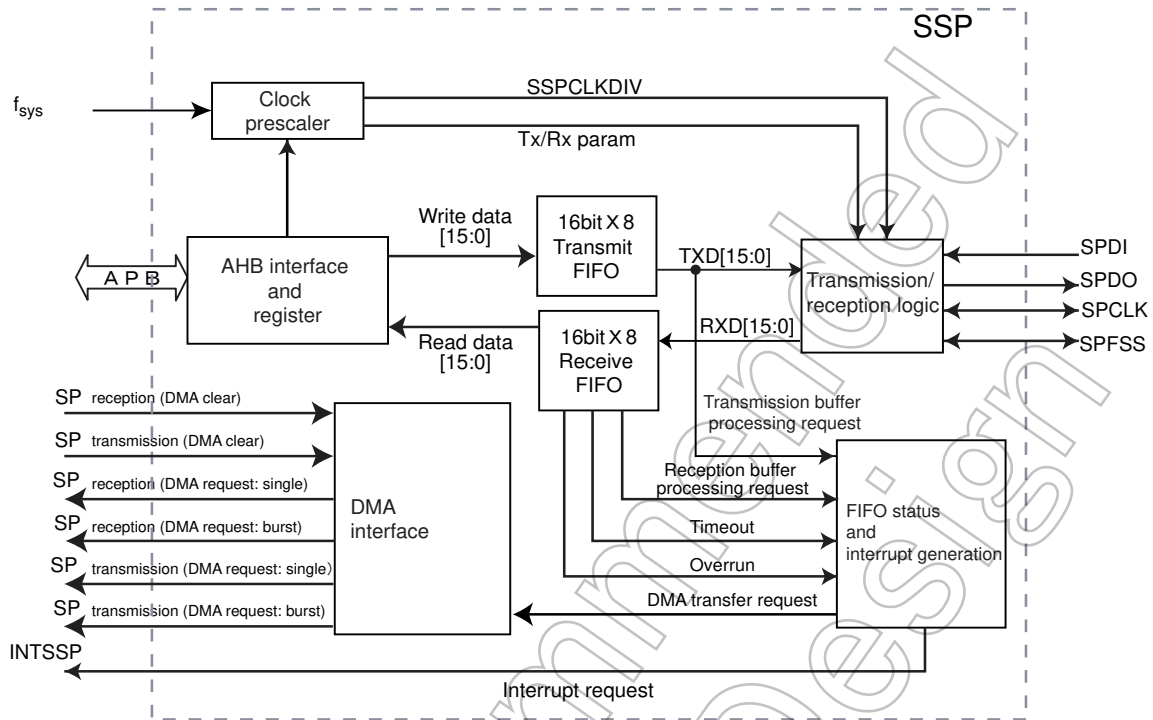 SSP
f_sys
Clock
prescaler
SSPCLKDIV
Tx/Rx param
Write data
[15:0]
16bit X 8
Transmit
FIFO
TXD[15:0]
A P B
AHB interface
and
register
Transmission/
reception logic
SPDI
SPDO
SPCLK
SPFSS
Read data
[15:0]
16bit X 8
Receive
FIFO
RXD[15:0]
SP reception (DMA clear)
SP transmission (DMA clear)
SP reception (DMA request: single)
SP reception (DMA request: burst)
SP transmission (DMA request: single)
SP transmission (DMA request: burst)
DMA
interface
Transmission buffer
processing request
Reception buffer
processing request
Timeout
Overrun
DMA transfer request
FIFO status
and
interrupt generation
INTSSP
Interrupt request
mmended
Design